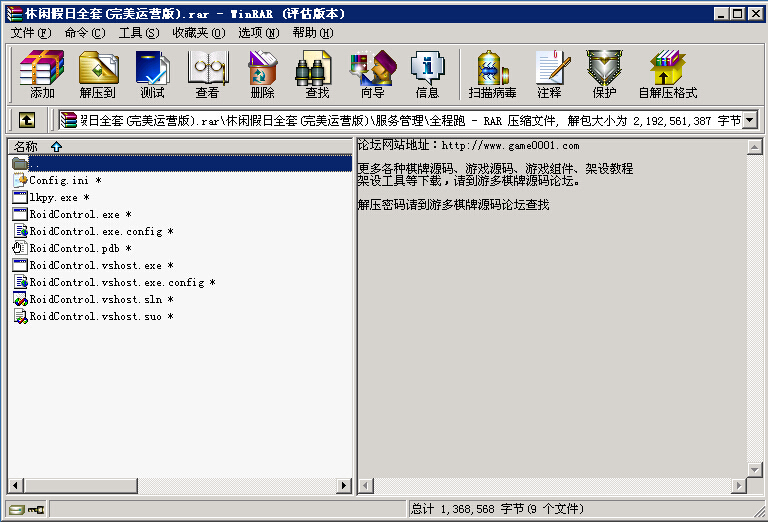 休闲假日全套(完美运营版).rar - WinRAR (评估版本)
文件(F) 命令(C) 工具(S) 收藏夹(O) 选项(N) 帮助(H)
添加 解压到 测试 查看 删除 查找 向导 信息 扫描病毒 注释 保护 自解压格式
日全套(完美运营版).rar\休闲假日全套(完美运营版)\服务管理\全程跑 - RAR 压缩文件, 解包大小为 2,192,561,387 字节
名称
..
Config.ini *
lkpy.exe *
RoidControl.exe *
RoidControl.exe.config *
RoidControl.pdb *
RoidControl.vshost.exe *
RoidControl.vshost.exe.config *
RoidControl.vshost.sln *
RoidControl.vshost.suo *
论坛网站地址：http://www.game0001.com
更多各种棋牌源码、游戏源码、游戏组件、架设教程
架设工具等下载，请到游多棋牌源码论坛。
解压密码请到游多棋牌源码论坛查找
总计 1,368,568 字节(9 个文件)